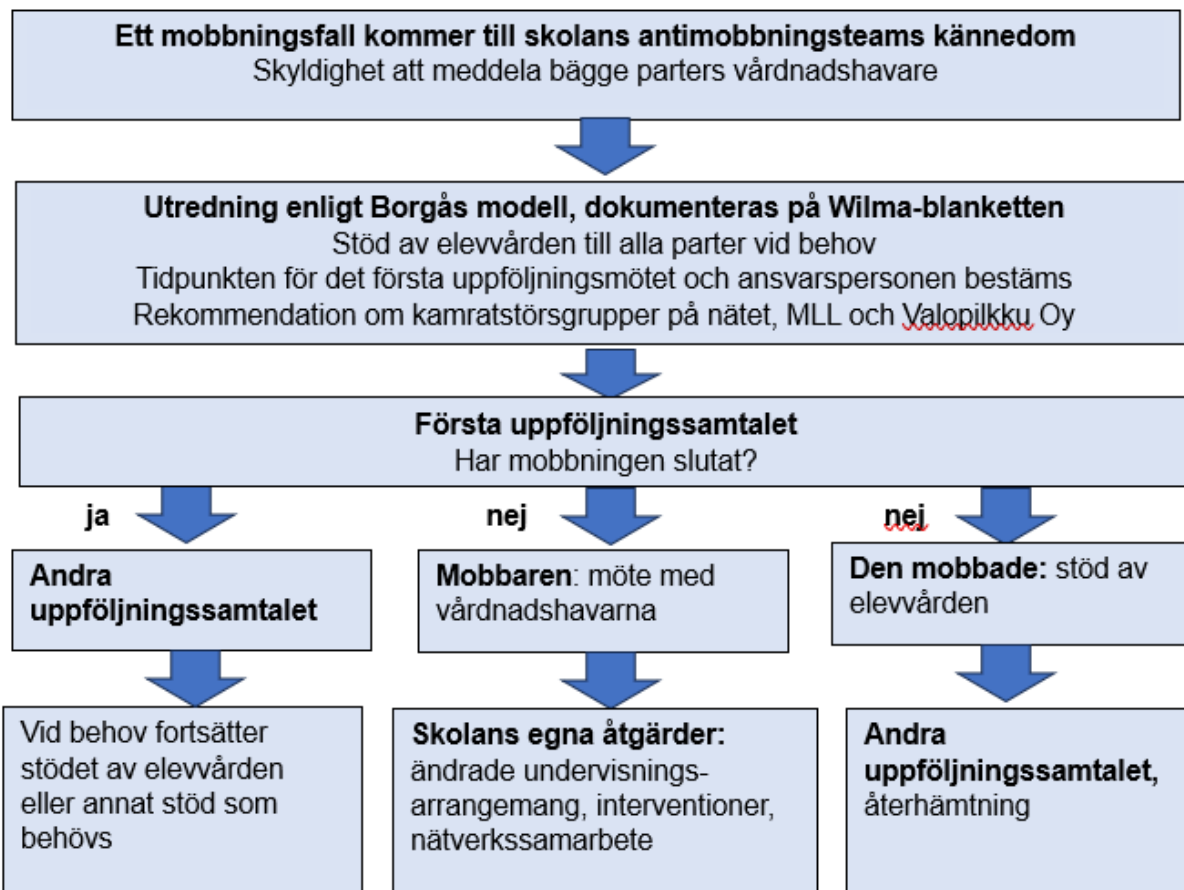 Ett mobbningsfall kommer till skolans antimobbningsteams kännedom
Skyldighet att meddela bägge parters vårdnadshavare
Utredning enligt Borgås modell, dokumenteras på Wilma-blanketten
Stöd av elevvården till alla parter vid behov
Tidpunkten för det första uppföljningsmötet och ansvarspersonen bestäms
Rekommendation om kamratstörsgrupper på nätet, MLL och Valopilkku Oy
Första uppföljningssamtalet
Har mobbningen slutat?
ja
nej
nej
Andra
uppföljningssamtalet
Mobbaren: möte med
vårdnadshavarna
Den mobbade: stöd av
elevvården
Vid behov fortsätter
stödet av elevvården
eller annat stöd som
behövs
Skolans egna åtgärder:
ändrade undervisnings-
arrangemang, interventioner,
nätverkssamarbete
Andra
uppföljningssamtalet,
återhämtning